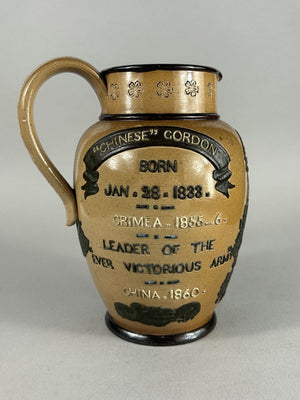 "CHINESE" GORDON
BORN
JAN. 28. 1833.
CRIMEA. 1855.6.
LEADER OF THE
"EVER VICTORIOUS ARMY"
CHINA. 1860.